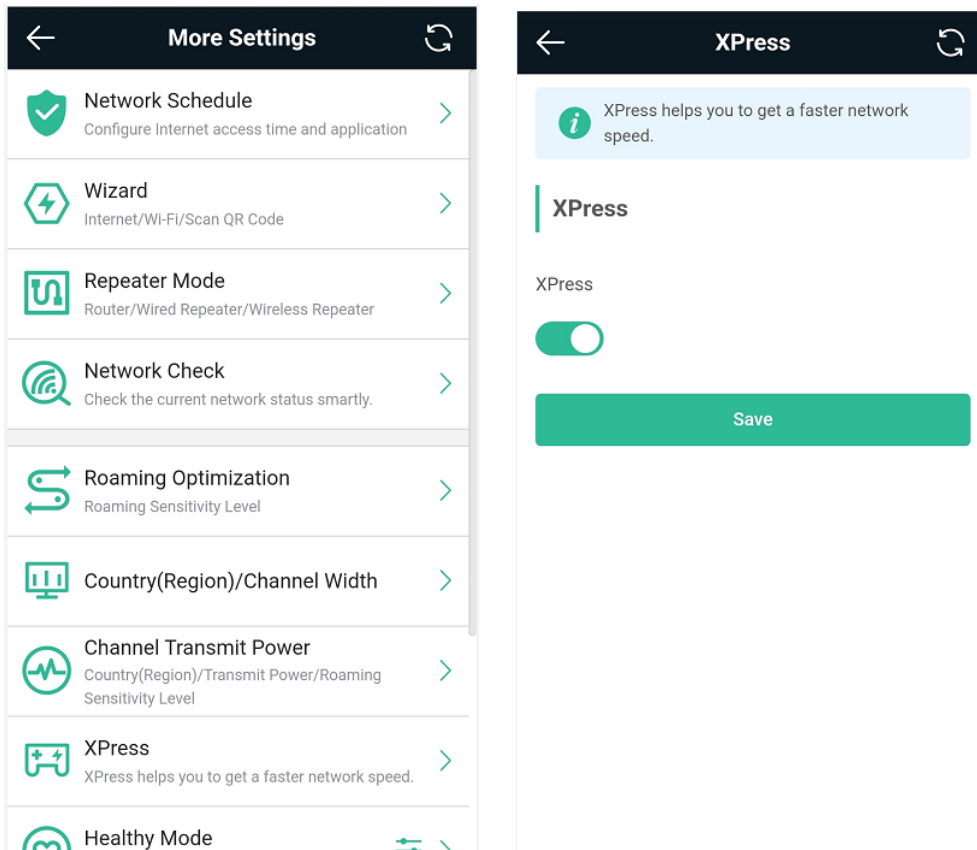 More Settings
Network Schedule
Configure Internet access time and application
Wizard
Internet/Wi-Fi/Scan QR Code
Repeater Mode
Router/Wired Repeater/Wireless Repeater
Network Check
Check the current network status smartly.
Roaming Optimization
Roaming Sensitivity Level
Country(Region)/Channel Width
Channel Transmit Power
Country(Region)/Transmit Power/Roaming
Sensitivity Level
XPress
XPress helps you to get a faster network speed.
Healthy Mode
XPress
XPress helps you to get a faster network
speed.
XPress
XPress
Save